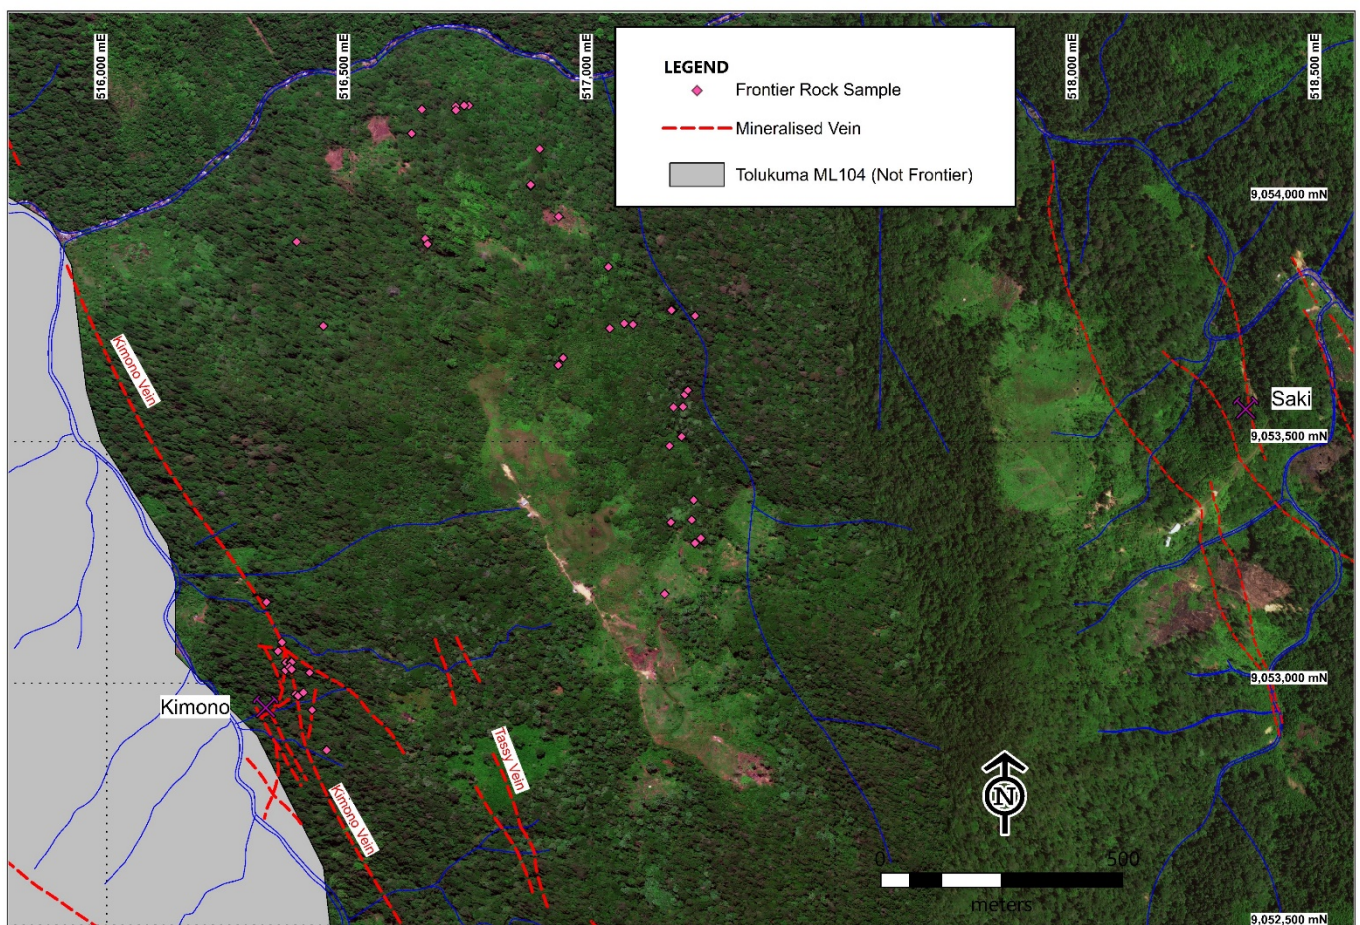 516,000 mE
516,500 mE
517,000 mE
518,000 mE
518,500 mE
LEGEND
Frontier Rock Sample
Mineralised Vein
Tolukuma ML104 (Not Frontier)
9,054,000 mN
Kimono Vein
Saki
9,053,500 mN
9,053,000 mN
Kimono
Tassy Vein
Kimono Vein
N
0 500
meters
9,052,500 mN